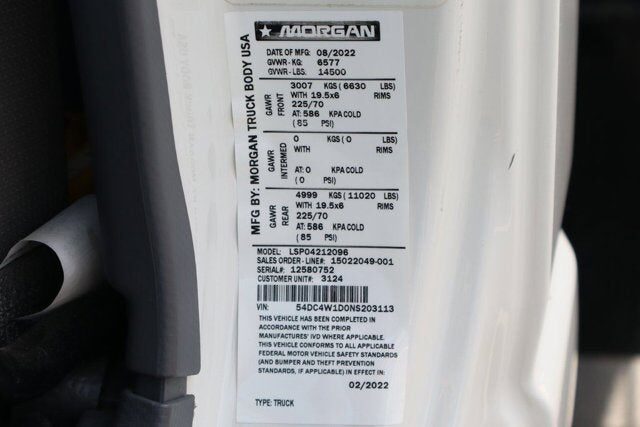 MORGAN
MFG BY: MORGAN TRUCK BODY USA
DATE OF MFG: 08/2022
GVWR - KG: 6577
GVWR - LBS: 14500
GAWR FRONT
3007 KGS ( 6630 LBS)
WITH 19.5x6 RIMS
225/70
AT: 586 KPA COLD
( 85 PSI)
GAWR INTERMED
0 KGS ( 0 LBS)
WITH RIMS
AT: 0 KPA COLD
( 0 PSI)
GAWR REAR
4999 KGS ( 11020 LBS)
WITH 19.5x6 RIMS
225/70
AT: 586 KPA COLD
( 85 PSI)
MODEL: LSP04212096
SALES ORDER - LINE#: 15022049-001
SERIAL#: 12580752
CUSTOMER UNIT#: 3124
VIN: 54DC4W1D0NS203113
THIS VEHICLE HAS BEEN COMPLETED
IN ACCORDANCE WITH THE PRIOR
MANUFACTURES' IVD WHERE APPLICABLE.
THIS VEHICLE CONFORMS TO ALL APPLICABLE
FEDERAL MOTOR VEHICLE SAFETY STANDARDS
(AND BUMPER AND THEFT PREVENTION
STANDARDS, IF APPLICABLE) IN EFFECT IN:
02/2022
TYPE: TRUCK